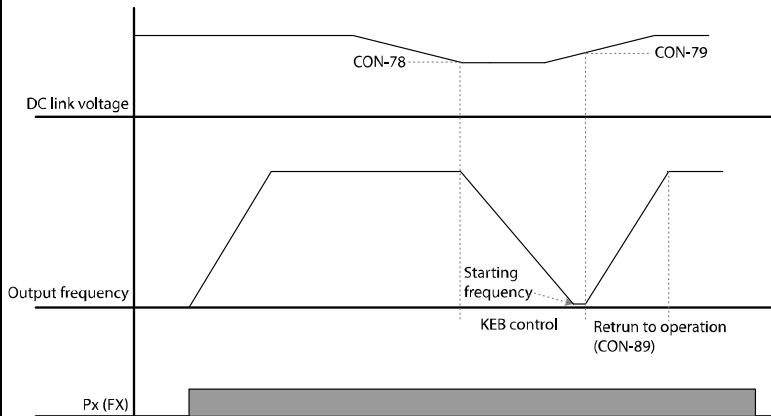 CON-78
CON-79
DC link voltage
Starting
frequency
Output frequency
KEB control
Retrun to operation
(CON-89)
Px (FX)